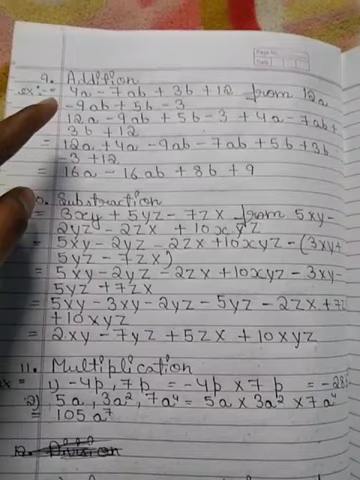 Page No.
Date
9. Addition
ex:- 4a - 7ab + 3b + 12 from 12a
- 9ab + 5b - 3
12a - 9ab + 5b - 3 + 4a - 7ab +
3b + 12
= 12a + 4a - 9ab - 7ab + 5b + 3b
- 3 + 12
= 16a - 16ab + 8b + 9
Substraction
= 3xy + 5yz - 7zx from 5xy -
2yz - 2zx + 10xyz
= 5xy - 2yz - 2zx + 10xyz - (3xy +
5yz - 7zx)
= 5xy - 2yz - 2zx + 10xyz - 3xy -
5yz + 7zx
= 5xy - 3xy - 2yz - 5yz - 2zx + 7z
+ 10xyz
= 2xy - 7yz + 5zx + 10xyz
11. Multiplication
ex = 1) - 4p, 7p = -4p × 7p = -28
2) 5a, 3a², 7a⁴ = 5a × 3a² × 7a⁴
= 105a⁷
12. Division